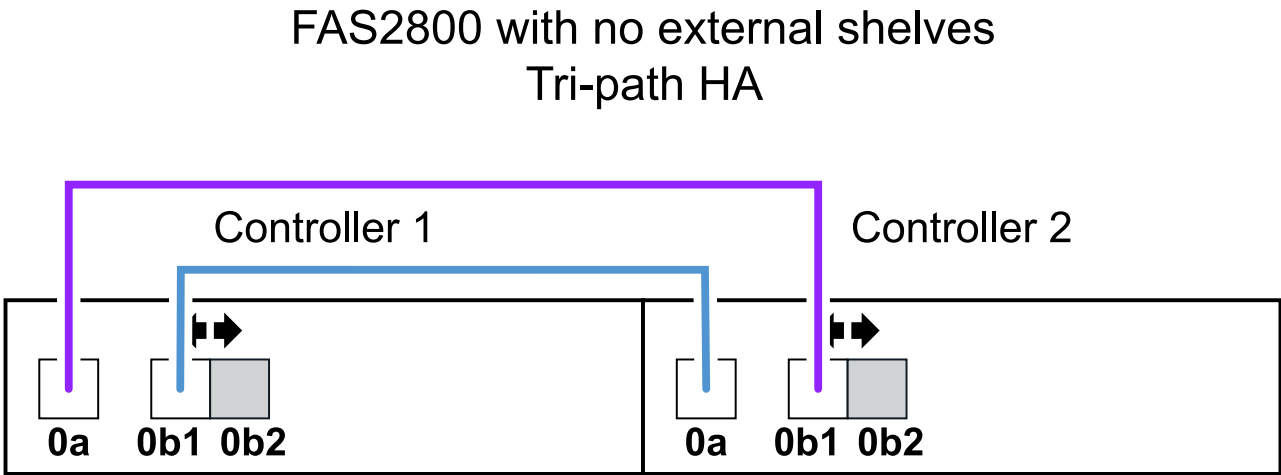 FAS2800 with no external shelves
Tri-path HA
Controller 1
Controller 2
0a 0b1 0b2
0a 0b1 0b2